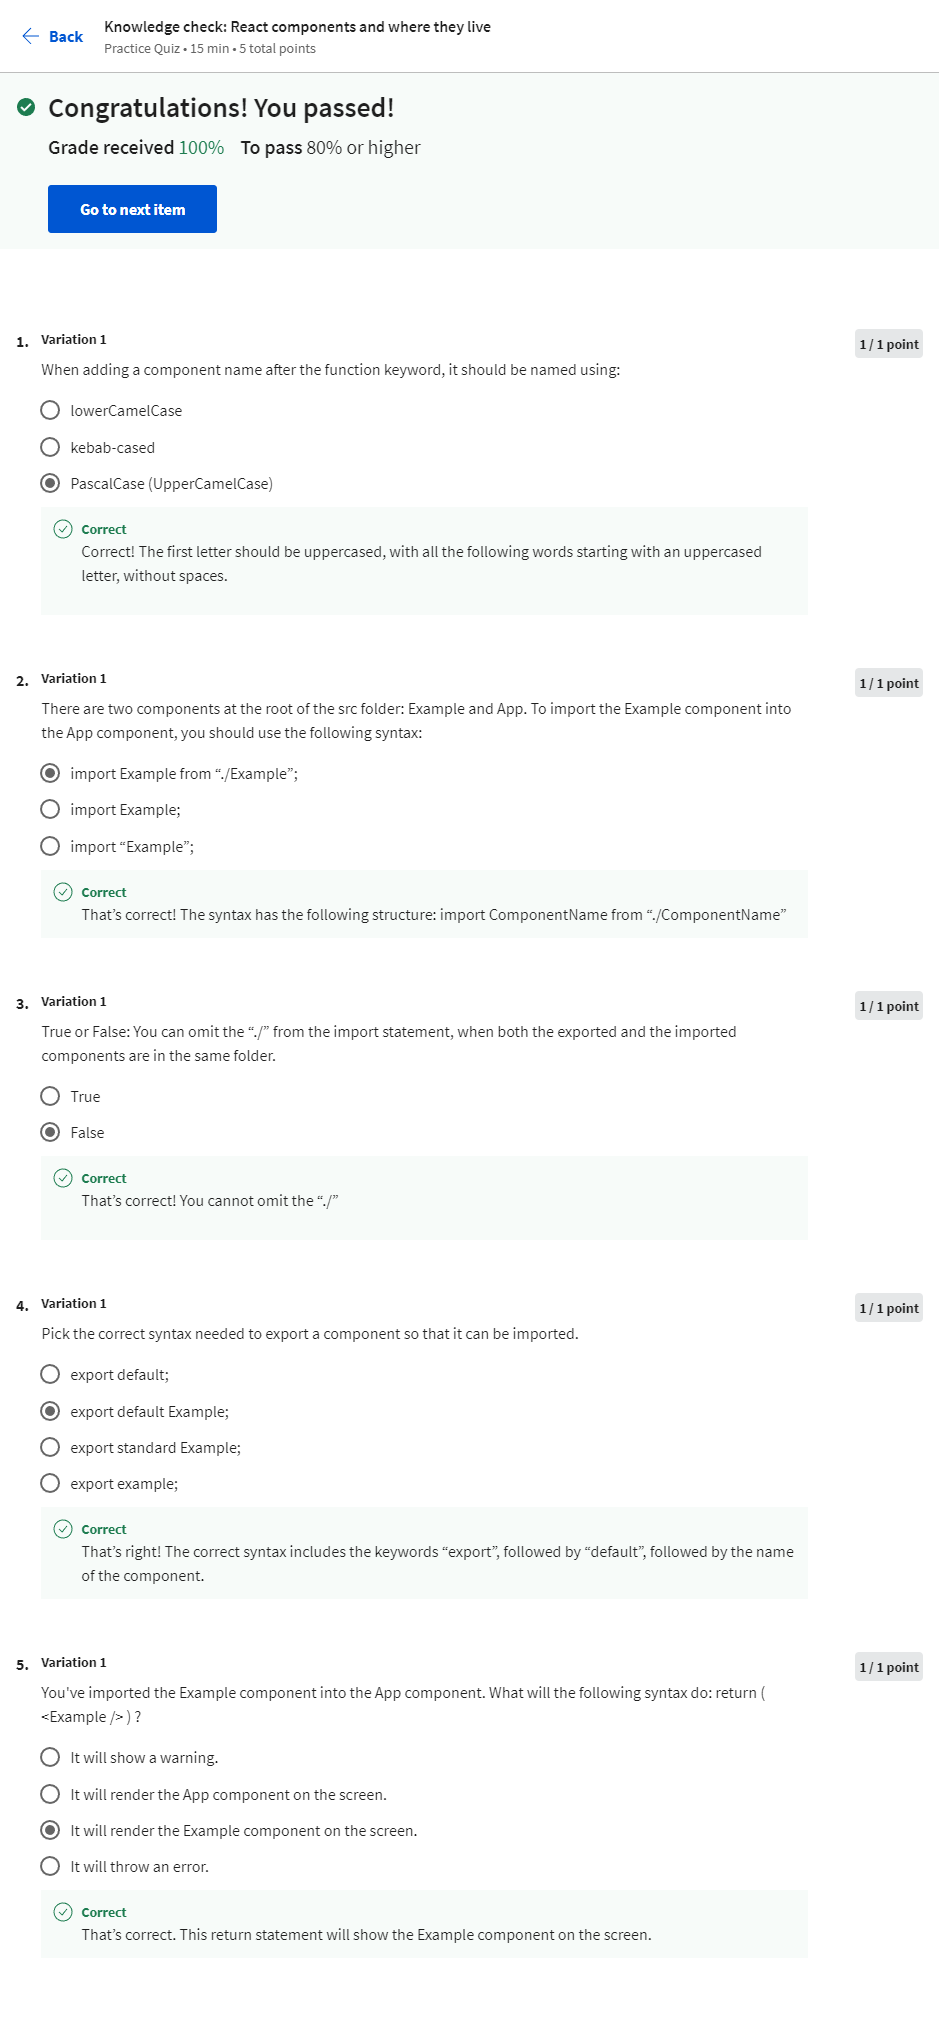 Back
Knowledge check: React components and where they live
Practice Quiz • 15 min • 5 total points
Congratulations! You passed!
Grade received 100% To pass 80% or higher
Go to next item
1. Variation 1
1 / 1 point
When adding a component name after the function keyword, it should be named using:
lowerCamelCase
kebab-cased
PascalCase (UpperCamelCase)
Correct
Correct! The first letter should be uppercased, with all the following words starting with an uppercased
letter, without spaces.
2. Variation 1
1 / 1 point
There are two components at the root of the src folder: Example and App. To import the Example component into
the App component, you should use the following syntax:
import Example from “./Example”;
import Example;
import “Example”;
Correct
That’s correct! The syntax has the following structure: import ComponentName from “./ComponentName”
3. Variation 1
1 / 1 point
True or False: You can omit the “./” from the import statement, when both the exported and the imported
components are in the same folder.
True
False
Correct
That’s correct! You cannot omit the “./”
4. Variation 1
1 / 1 point
Pick the correct syntax needed to export a component so that it can be imported.
export default;
export default Example;
export standard Example;
export example;
Correct
That’s right! The correct syntax includes the keywords “export”, followed by “default”, followed by the name
of the component.
5. Variation 1
1 / 1 point
You've imported the Example component into the App component. What will the following syntax do: return (
<Example /> ) ?
It will show a warning.
It will render the App component on the screen.
It will render the Example component on the screen.
It will throw an error.
Correct
That’s correct. This return statement will show the Example component on the screen.